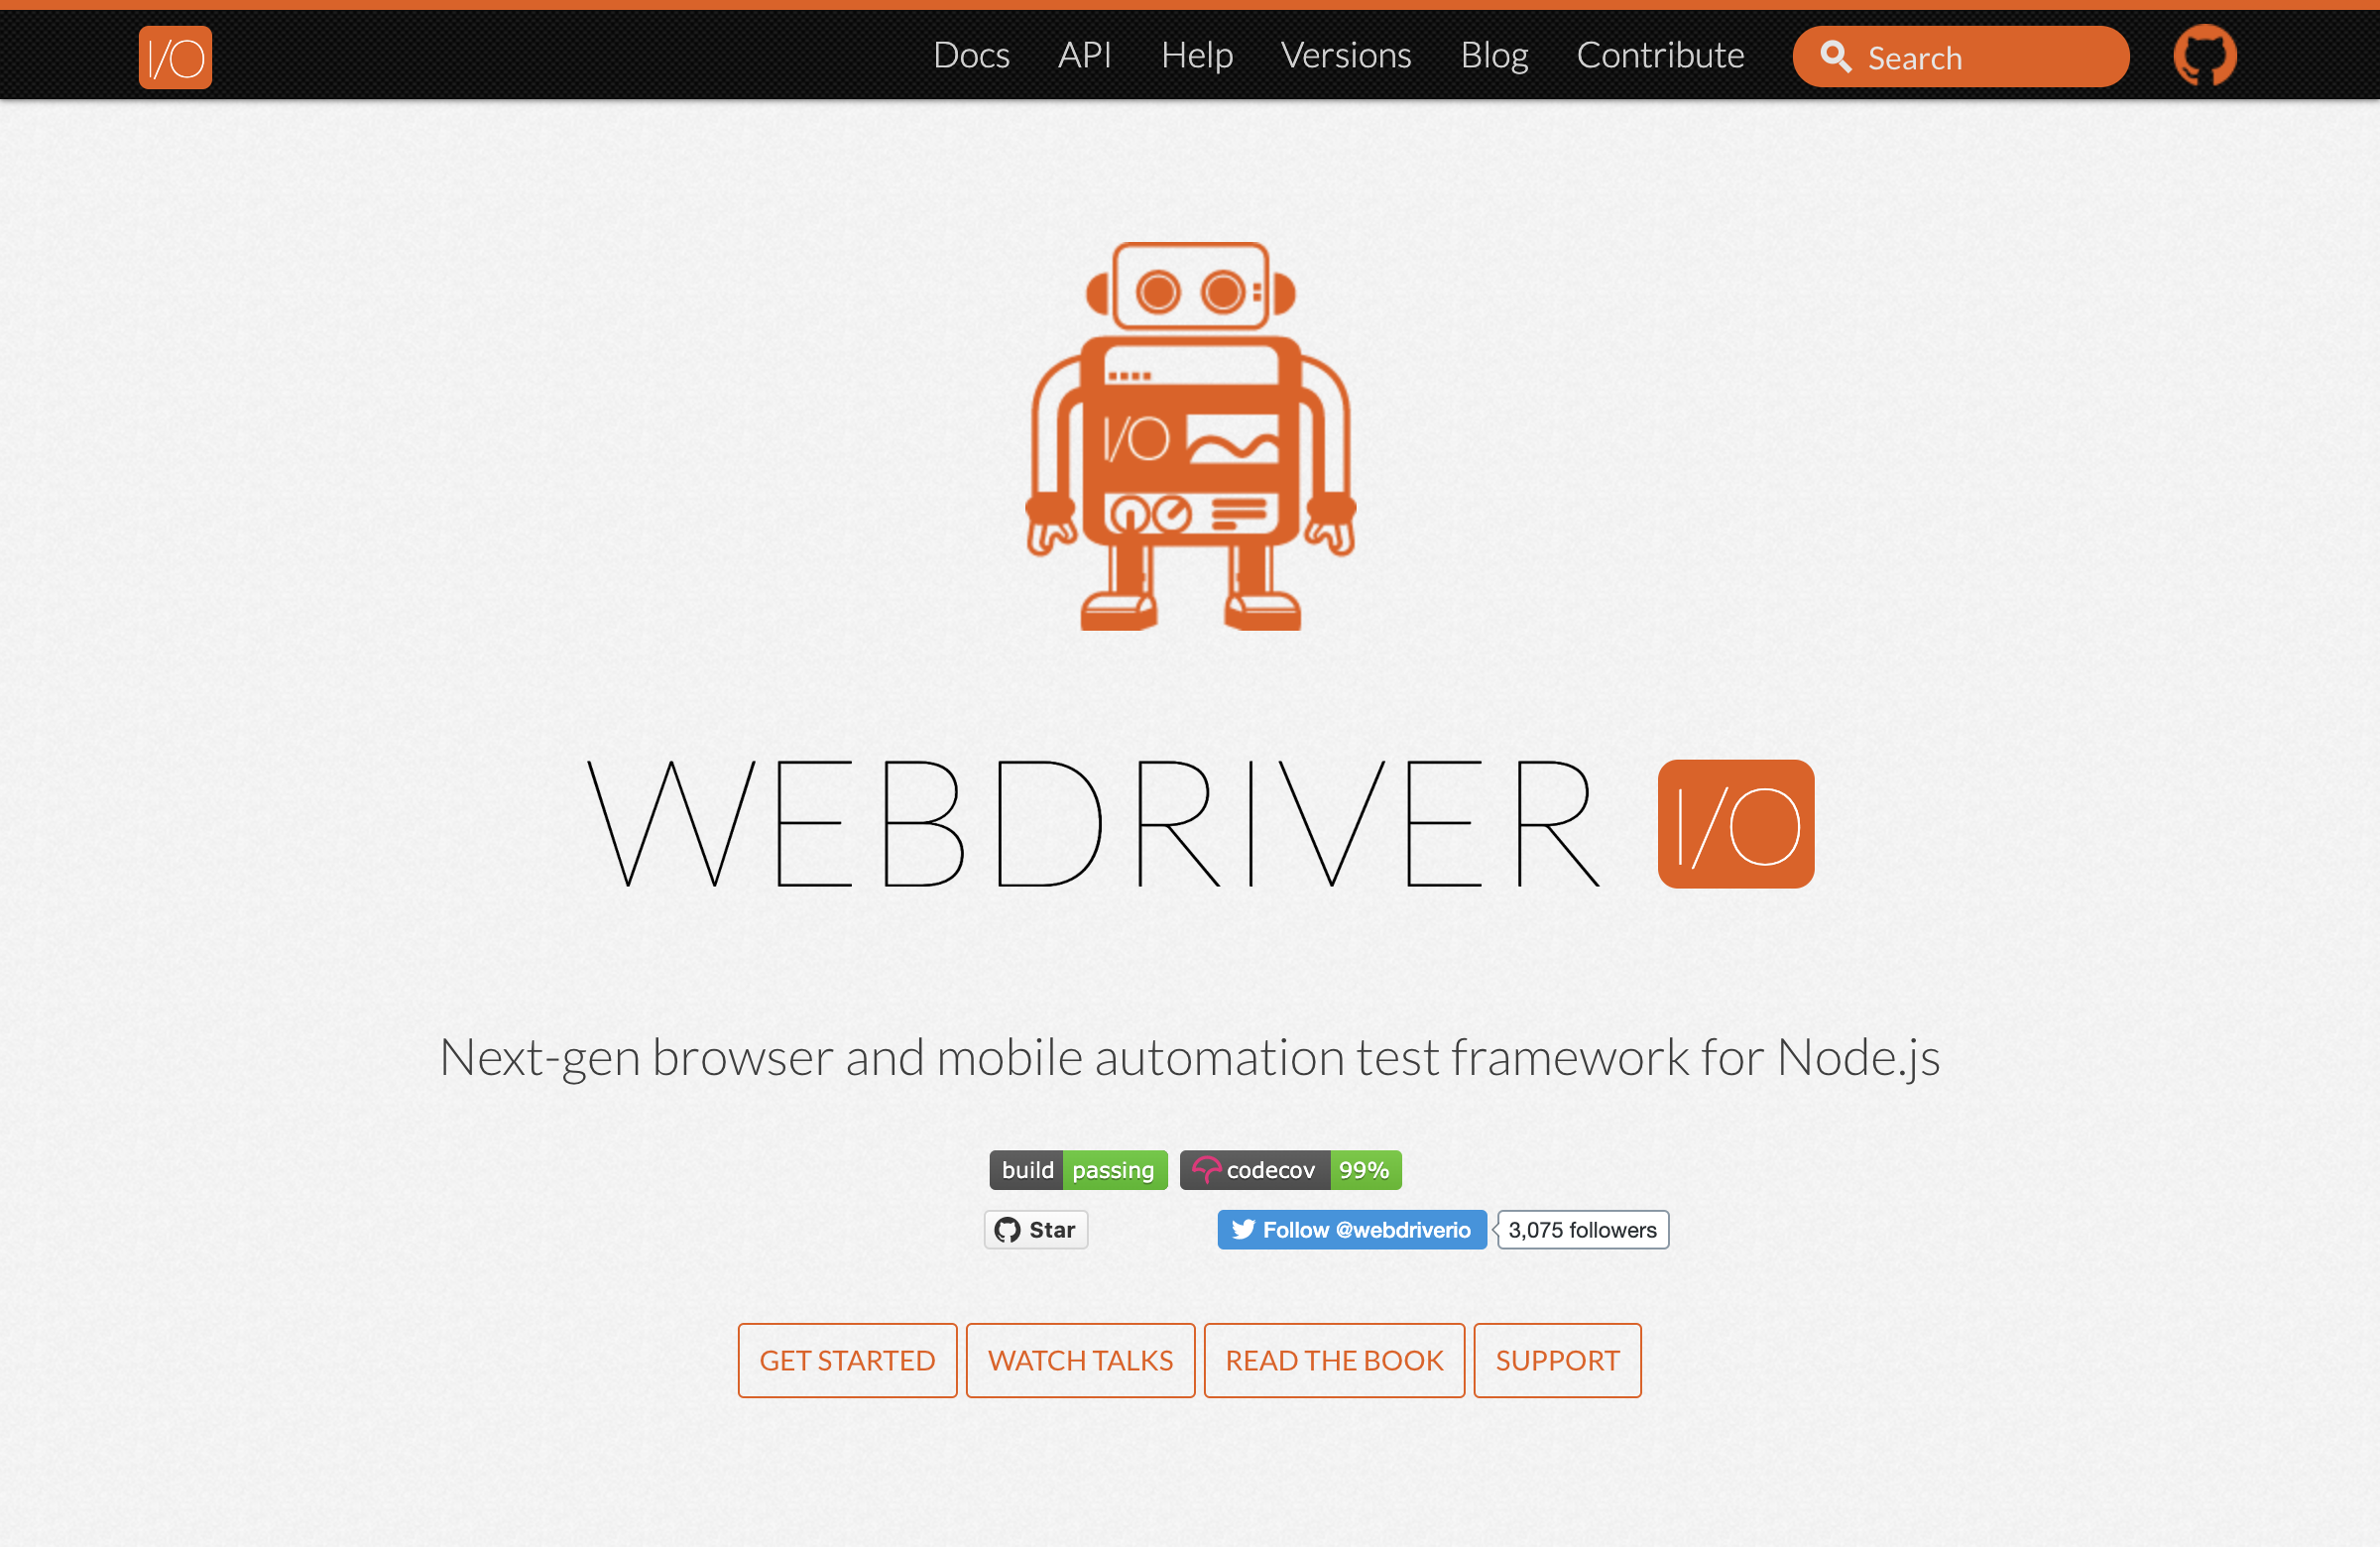 I/O Docs API Help Versions Blog Contribute Search
I/O
WEBDRIVER I/O
Next-gen browser and mobile automation test framework for Node.js
build passing codecov 99%
Star Follow @webdriverio 3,075 followers
GET STARTED WATCH TALKS READ THE BOOK SUPPORT